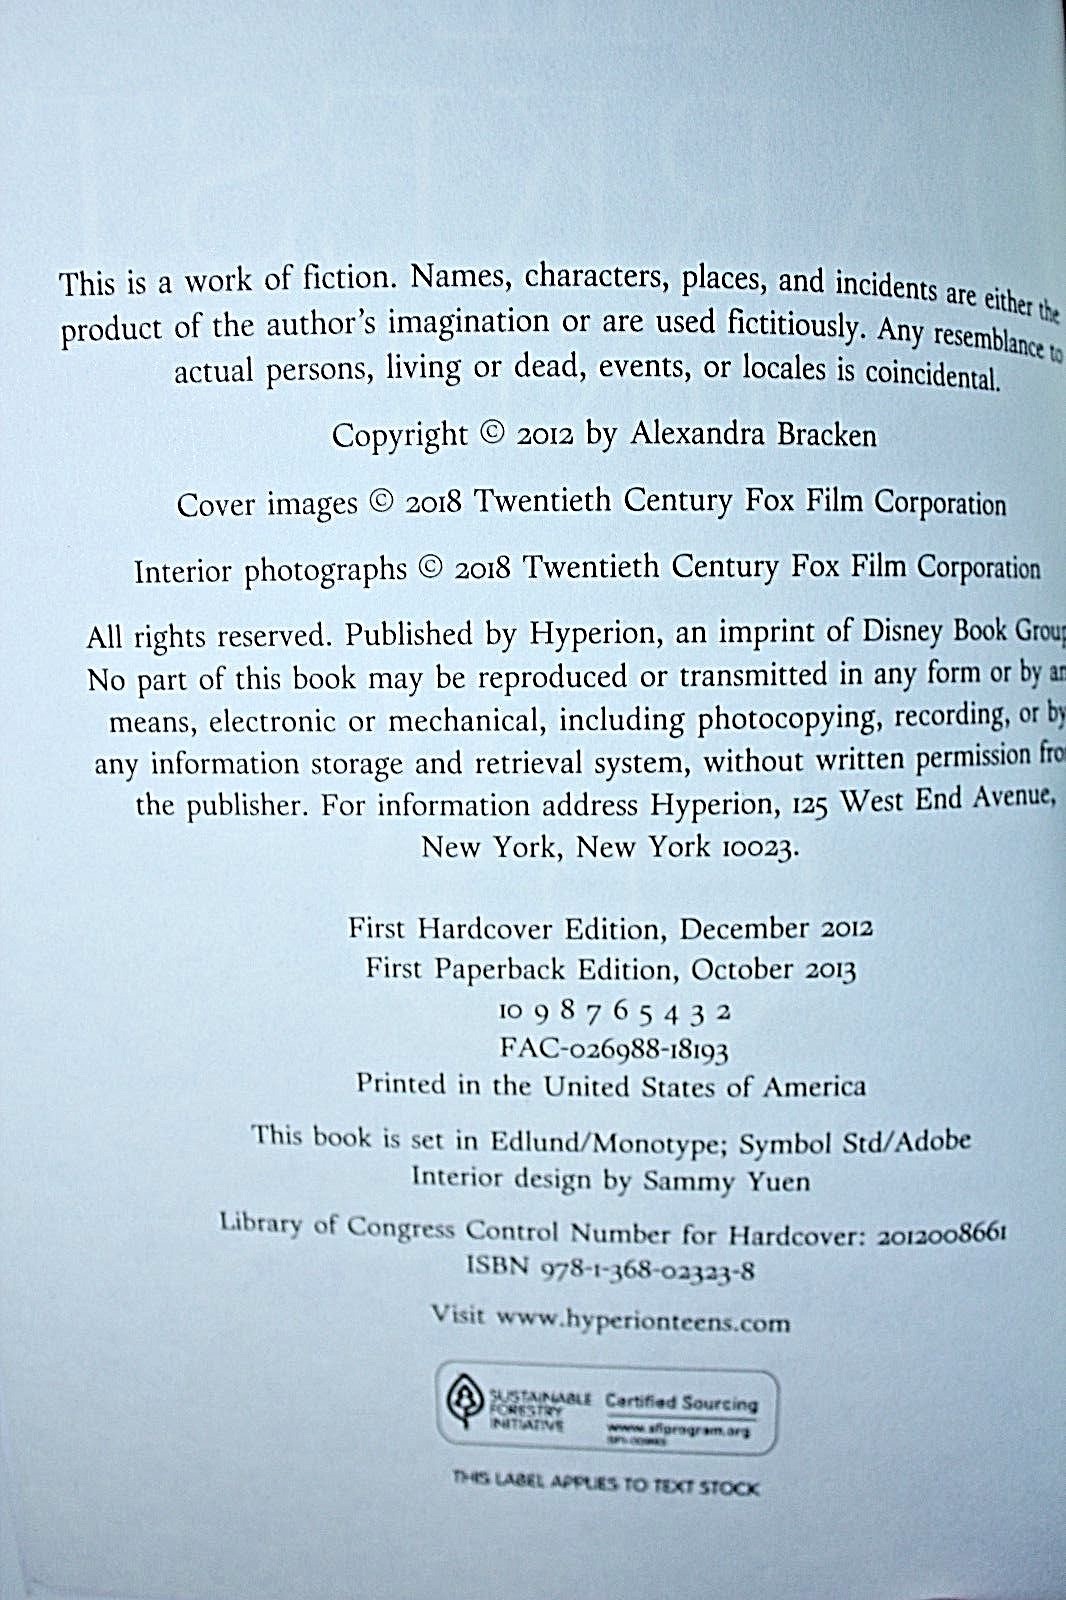 This is a work of fiction. Names, characters, places, and incidents are either the
product of the author's imagination or are used fictitiously. Any resemblance to
actual persons, living or dead, events, or locales is coincidental.
Copyright © 2012 by Alexandra Bracken
Cover images © 2018 Twentieth Century Fox Film Corporation
Interior photographs © 2018 Twentieth Century Fox Film Corporation
All rights reserved. Published by Hyperion, an imprint of Disney Book Group
No part of this book may be reproduced or transmitted in any form or by an
means, electronic or mechanical, including photocopying, recording, or by
any information storage and retrieval system, without written permission fro
the publisher. For information address Hyperion, 125 West End Avenue,
New York, New York 10023.
First Hardcover Edition, December 2012
First Paperback Edition, October 2013
10 9 8 7 6 5 4 3 2
FAC-026988-18193
Printed in the United States of America
This book is set in Edlund/Monotype; Symbol Std/Adobe
Interior design by Sammy Yuen
Library of Congress Control Number for Hardcover: 2012008661
ISBN 978-1-368-02323-8
Visit www.hyperionteens.com
SUSTAINABLE
FORESTRY
INITIATIVE
Certified Sourcing
www.sfiprogram.org
THIS LABEL APPLIES TO TEXT STOCK